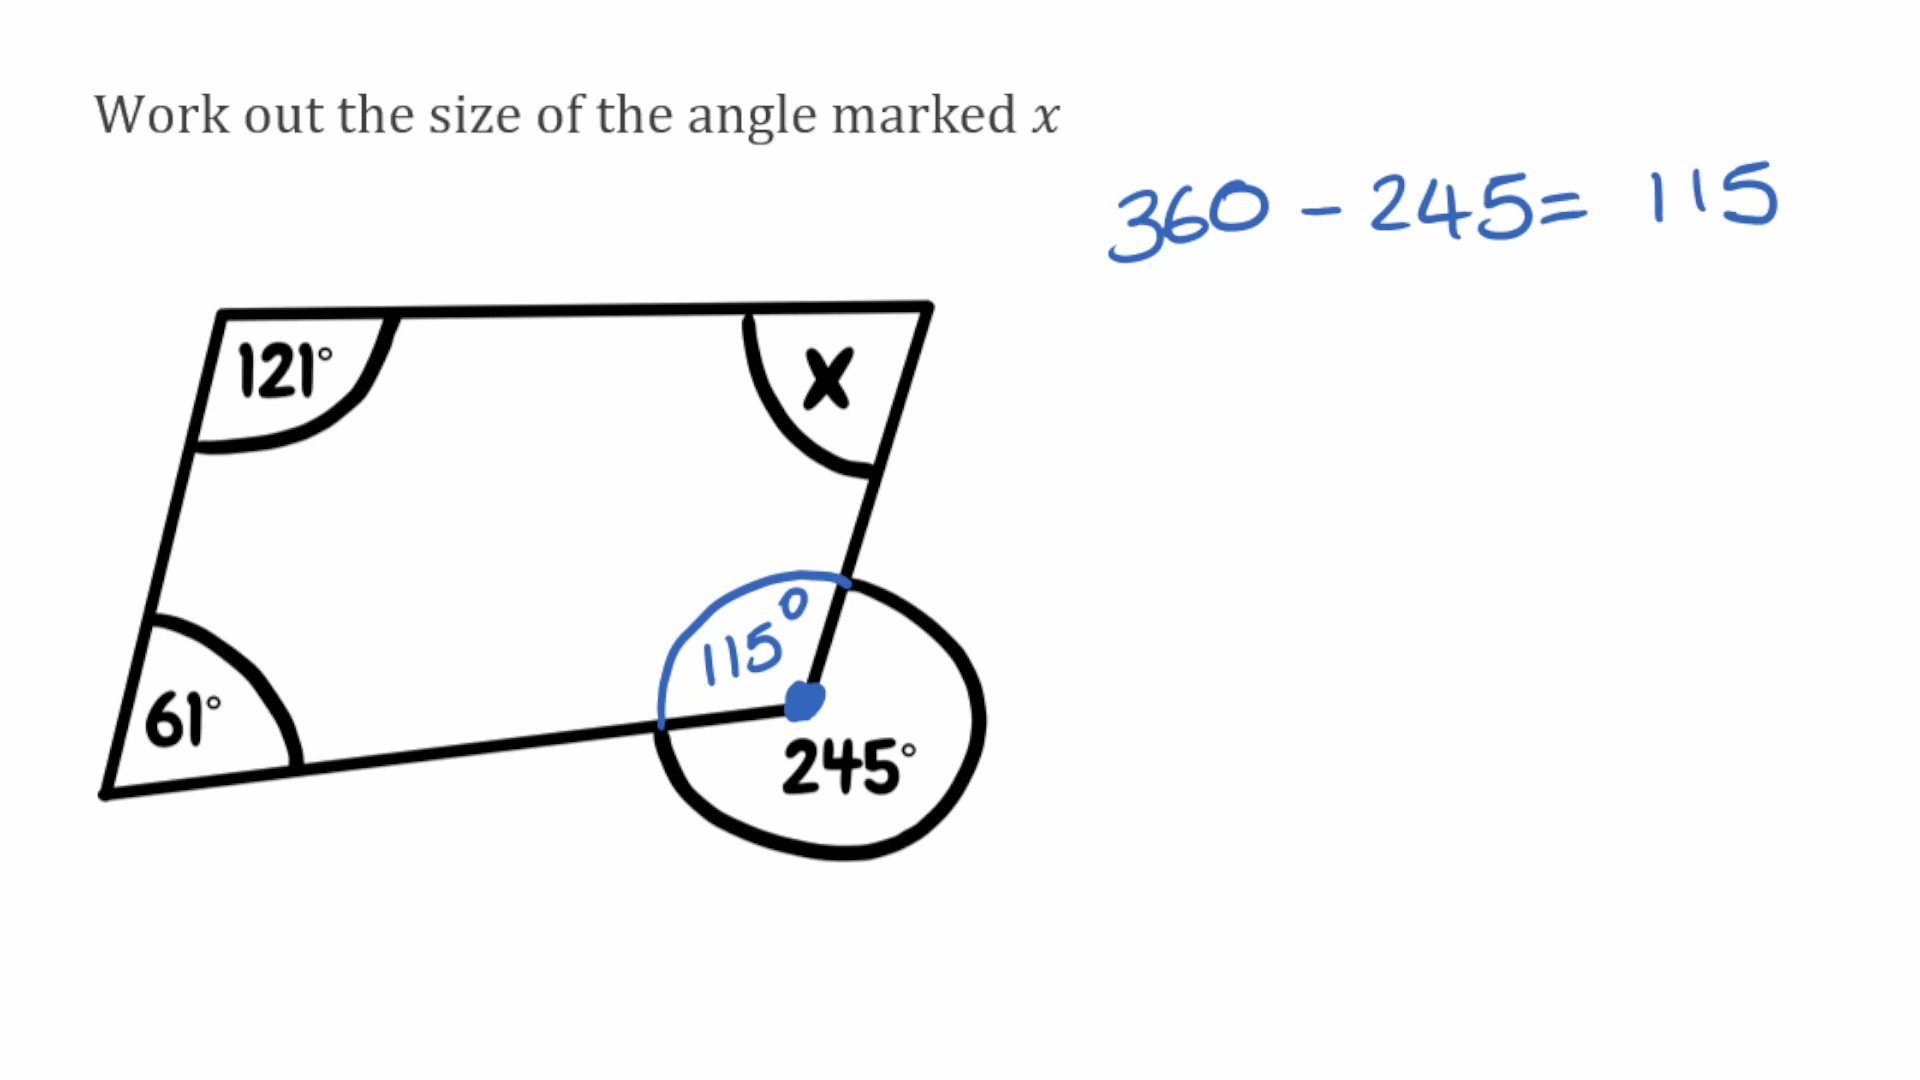 Work out the size of the angle marked x
360 - 245 = 115
121°
X
115°
61°
245°